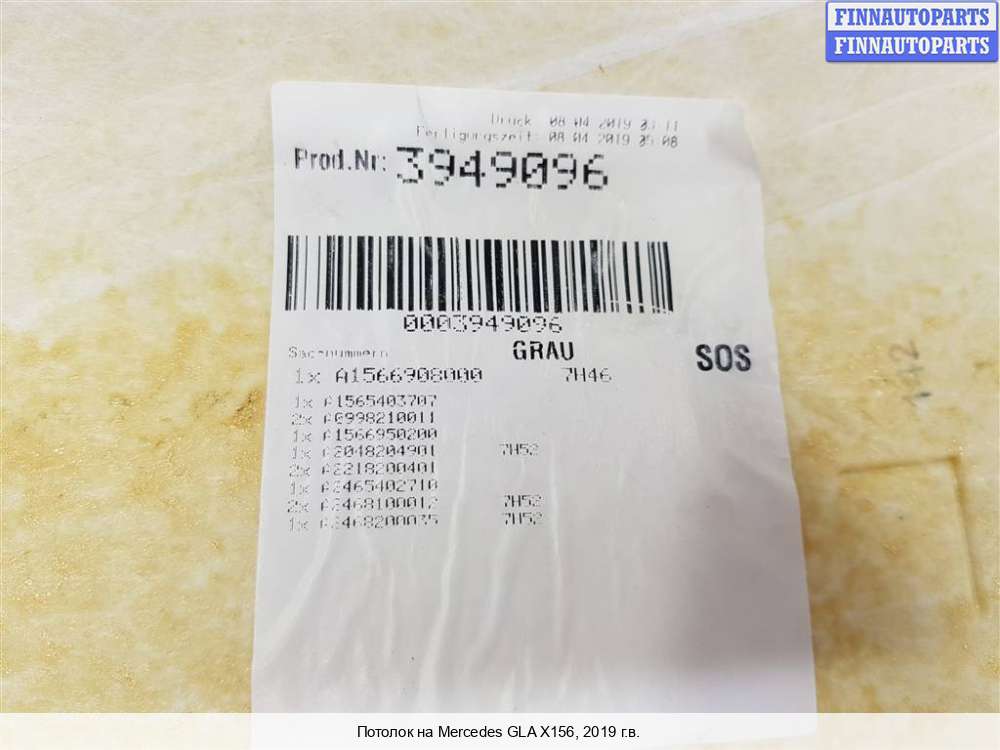 FINNAUTOPARTS
FINNAUTOPARTS
Druck: 08.04.2019 03:11
Fertigungszeit: 08.04.2019 05:08
Prod.Nr: 3949096
0003949096
Sachnummern GRAU SOS
1x A1566908000 7H46
1x A1565403707
2x A0998210011
1x A1566950200
1x A2048204901 7H52
2x A2218200401
1x A2465402710
2x A2468100012 7H52
1x A2468200035 7H52
142
Потолок на Mercedes GLA X156, 2019 г.в.